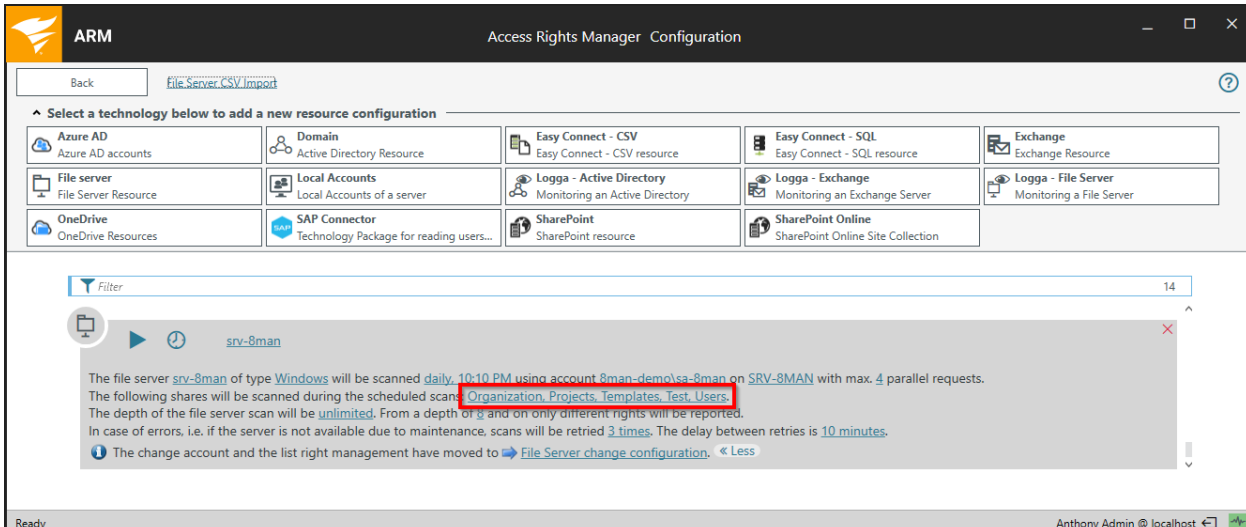 ARM
Access Rights Manager Configuration
Back
File Server CSV Import
Select a technology below to add a new resource configuration
Azure AD
Azure AD accounts
Domain
Active Directory Resource
Easy Connect - CSV
Easy Connect - CSV resource
Easy Connect - SQL
Easy Connect - SQL resource
Exchange
Exchange Resource
File server
File Server Resource
Local Accounts
Local Accounts of a server
Logga - Active Directory
Monitoring an Active Directory
Logga - Exchange
Monitoring an Exchange Server
Logga - File Server
Monitoring a File Server
OneDrive
OneDrive Resources
SAP
SAP Connector
Technology Package for reading users...
SharePoint
SharePoint resource
SharePoint Online
SharePoint Online Site Collection
Filter
14
srv-8man
The file server srv-8man of type Windows will be scanned daily, 10:10 PM using account 8man-demo\sa-8man on SRV-8MAN with max. 4 parallel requests.
The following shares will be scanned during the scheduled scans: Organization, Projects, Templates, Test, Users.
The depth of the file server scan will be unlimited. From a depth of 8 and on only different rights will be reported.
In case of errors, i.e. if the server is not available due to maintenance, scans will be retried 3 times. The delay between retries is 10 minutes.
The change account and the list right management have moved to File Server change configuration. « Less
Ready
Anthony Admin @ localhost